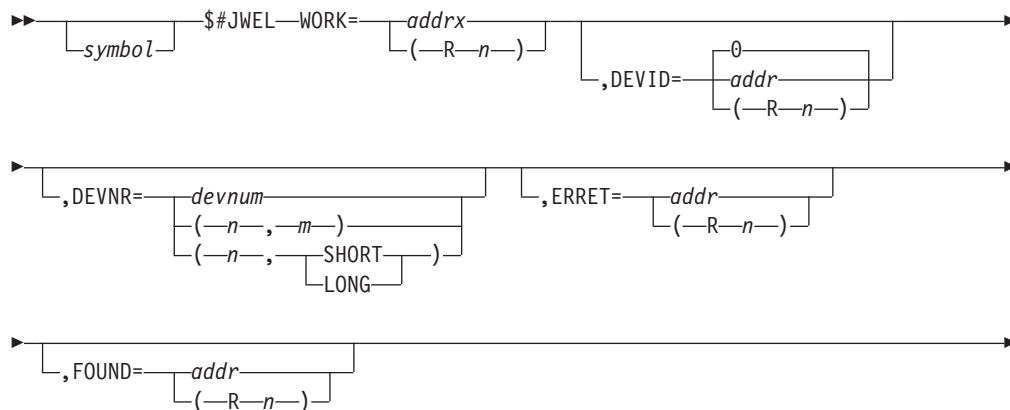 $#JWEL WORK= addrx
symbol ( R n ) 0
,DEVID= addr
( R n )
,DEVNR= devnum ,ERRET= addr
( n , m ) ( R n )
( n , SHORT )
LONG
,FOUND= addr
( R n )